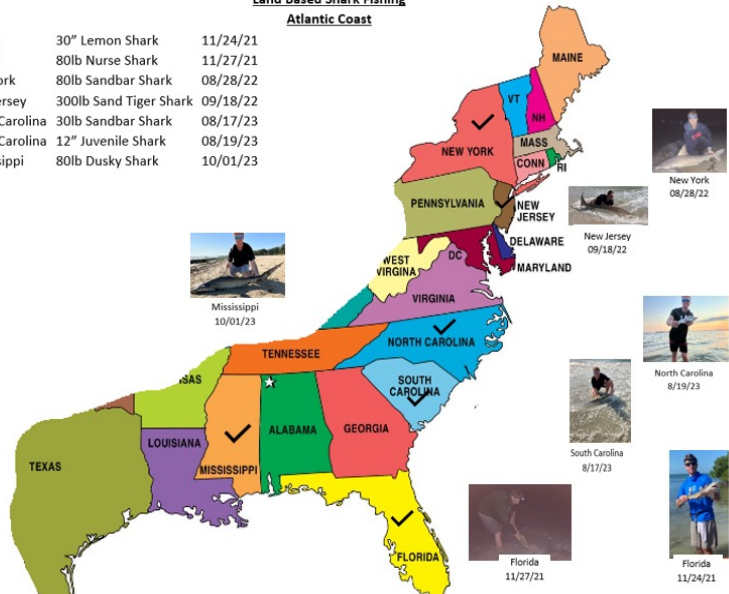 Land Based Shark Fishing
Atlantic Coast
30" Lemon Shark 11/24/21
80lb Nurse Shark 11/27/21
ork 80lb Sandbar Shark 08/28/22
ersey 300lb Sand Tiger Shark 09/18/22
Carolina 30lb Sandbar Shark 08/17/23
Carolina 12" Juvenile Shark 08/19/23
ippi 80lb Dusky Shark 10/01/23
MAINE
VT
NH
MASS
NEW YORK
CONN
RI
New York
08/28/22
PENNSYLVANIA
NEW
JERSEY
New Jersey
09/18/22
DELAWARE
DC
WEST
VIRGINA
MARYLAND
VIRGINIA
Mississippi
10/01/23
NORTH CAROLINA
TENNESSEE
North Carolina
8/19/23
SAS
SOUTH
CAROLINA
ALABAMA
GEORGIA
LOUISIANA
South Carolina
8/17/23
TEXAS
MISSISSIPPI
FLORIDA
Florida
11/27/21
Florida
11/24/21